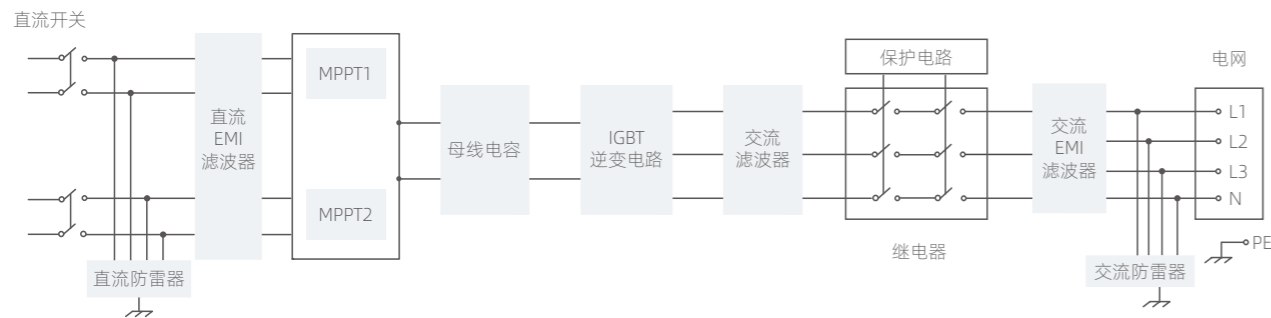 直流开关
直流
EMI
滤波器
直流防雷器
MPPT1
MPPT2
母线电容
IGBT
逆变电路
交流
滤波器
保护电路
继电器
交流
EMI
滤波器
交流防雷器
电网
L1
L2
L3
N
PE